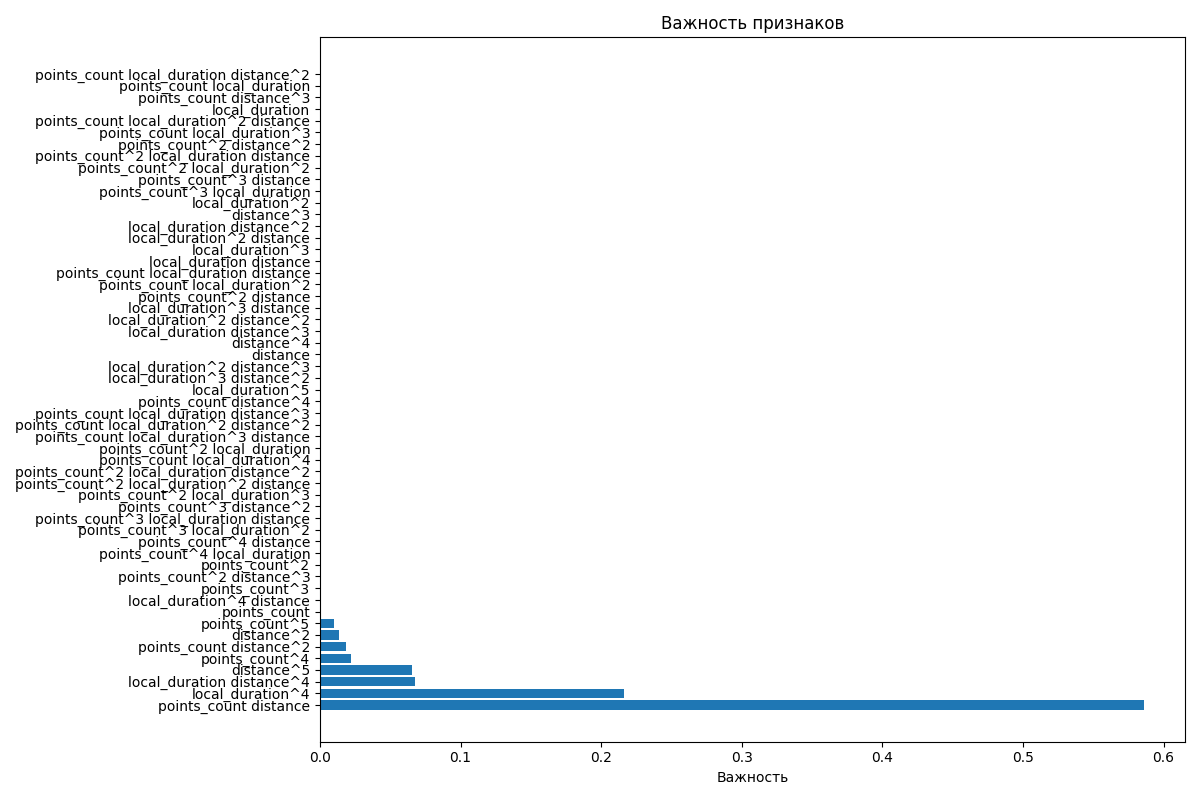 Важность признаков
points_count local_duration distance^2
points_count local_duration
points_count distance^3
local_duration
points_count local_duration^2 distance
points_count local_duration^3
points_count^2 distance^2
points_count^2 local_duration distance
points_count^2 local_duration^2
points_count^3 distance
points_count^3 local_duration
local_duration^2
distance^3
local_duration distance^2
local_duration^2 distance
local_duration^3
local_duration distance
points_count local_duration distance
points_count local_duration^2
points_count^2 distance
local_duration^3 distance
local_duration^2 distance^2
local_duration distance^3
distance^4
distance
local_duration^2 distance^3
local_duration^3 distance^2
local_duration^5
points_count distance^4
points_count local_duration distance^3
points_count local_duration^2 distance^2
points_count local_duration^3 distance
points_count^2 local_duration
points_count local_duration^4
points_count^2 local_duration distance^2
points_count^2 local_duration^2 distance
points_count^2 local_duration^3
points_count^3 distance^2
points_count^3 local_duration distance
points_count^3 local_duration^2
points_count^4 distance
points_count^4 local_duration
points_count^2
points_count^2 distance^3
points_count^3
local_duration^4 distance
points_count
points_count^5
distance^2
points_count distance^2
points_count^4
distance^5
local_duration distance^4
local_duration^4
points_count distance
0.0 0.1 0.2 0.3 0.4 0.5 0.6
Важность